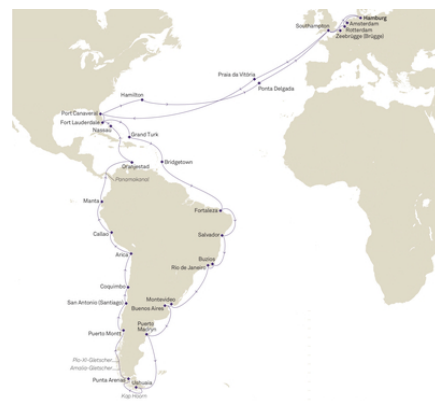 Hamburg
Southampton
Amsterdam
Rotterdam
Zeebrügge (Brügge)
Praia da Vitória
Ponta Delgada
Hamilton
Port Canaveral
Fort Lauderdale
Nassau
Grand Turk
Oranjestad
Bridgetown
Panamakanal
Manta
Fortaleza
Callao
Salvador
Arica
Buzios
Rio de Janeiro
Coquimbo
San Antonio (Santiago)
Montevideo
Buenos Aires
Puerto Montt
Puerto
Madryn
Pio-XI-Gletscher
Amalia-Gletscher
Punta Arenas
Ushuaia
Kap Hoorn